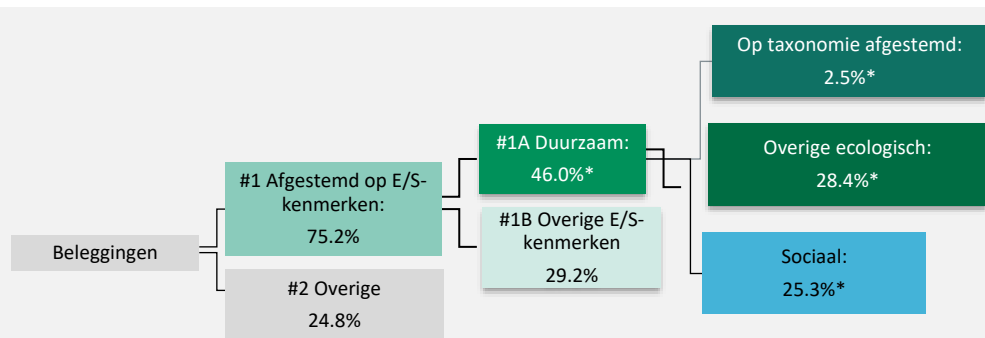 Beleggingen
#1 Afgestemd op E/S-
kenmerken:
75.2%
#2 Overige
24.8%
#1A Duurzaam:
46.0%*
#1B Overige E/S-
kenmerken
29.2%
Op taxonomie afgestemd:
2.5%*
Overige ecologisch:
28.4%*
Sociaal:
25.3%*